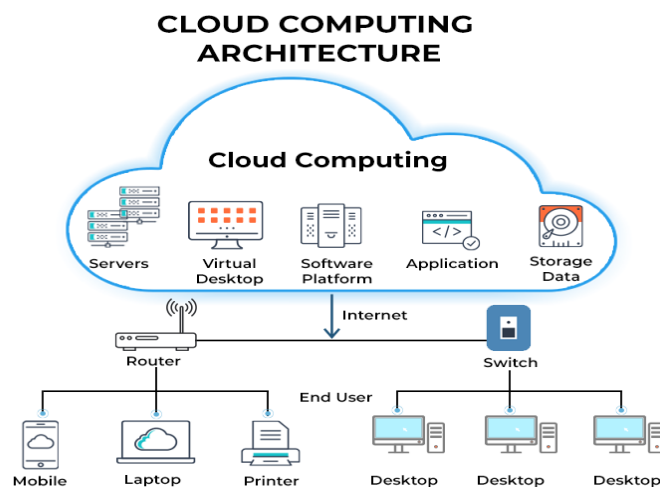 CLOUD COMPUTING
ARCHITECTURE
Cloud Computing
Servers
Virtual
Desktop
Software
Platform
Application
Storage
Data
Internet
Router
Switch
End User
Mobile
Laptop
Printer
Desktop
Desktop
Desktop